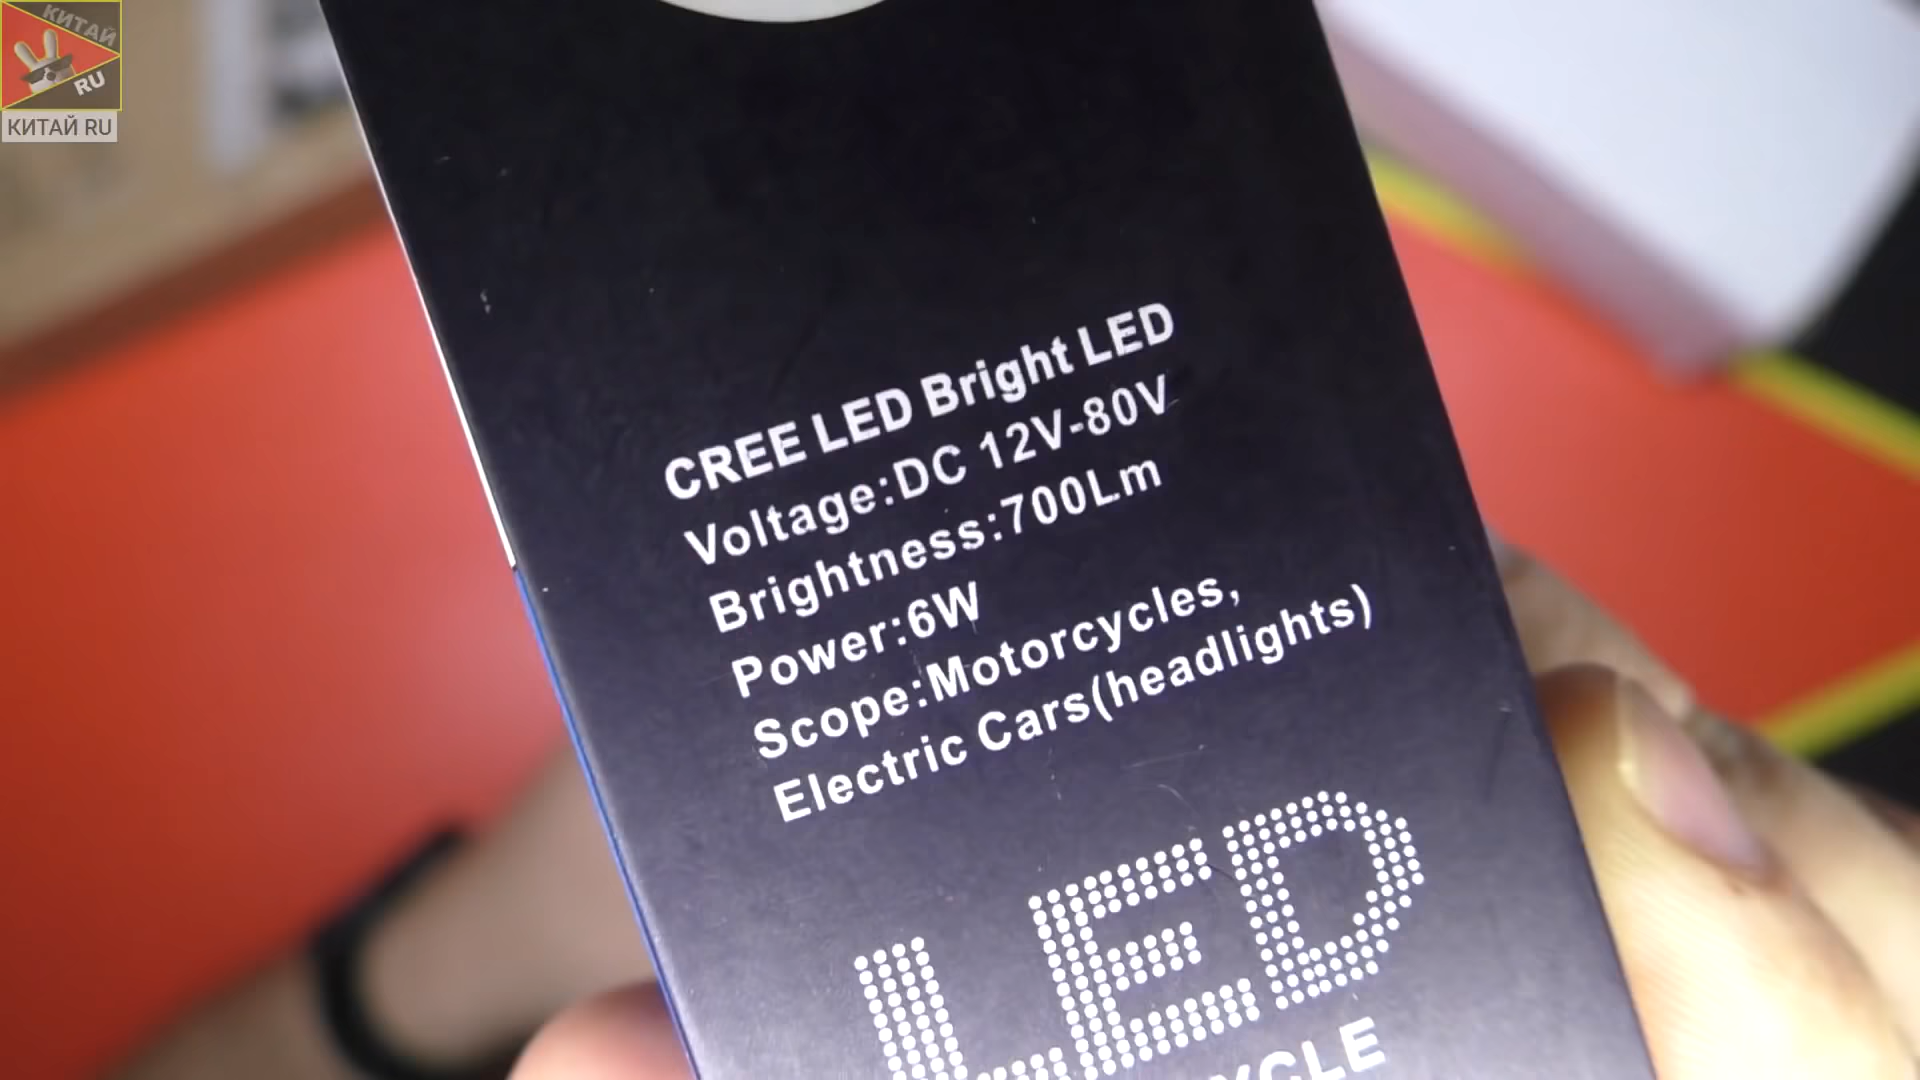 КИТАЙ
RU
КИТАЙ RU
CREE LED Bright LED
Voltage:DC 12V-80V
Brightness:700Lm
Power:6W
Scope:Motorcycles,
Electric Cars(headlights)
LED